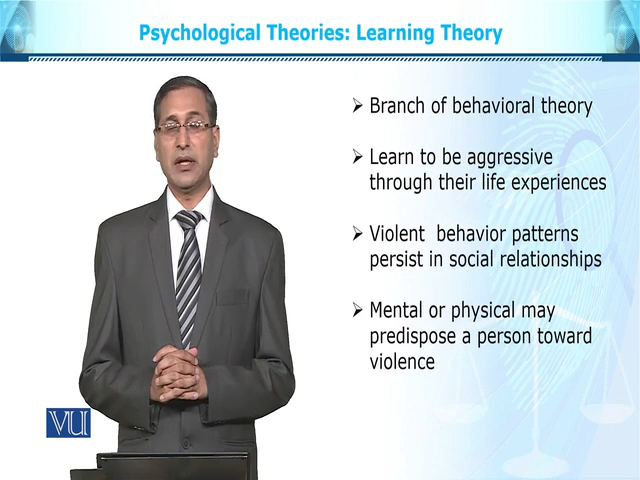 Psychological Theories: Learning Theory
➢ Branch of behavioral theory
➢ Learn to be aggressive
through their life experiences
➢ Violent behavior patterns
persist in social relationships
➢ Mental or physical may
predispose a person toward
violence
VU